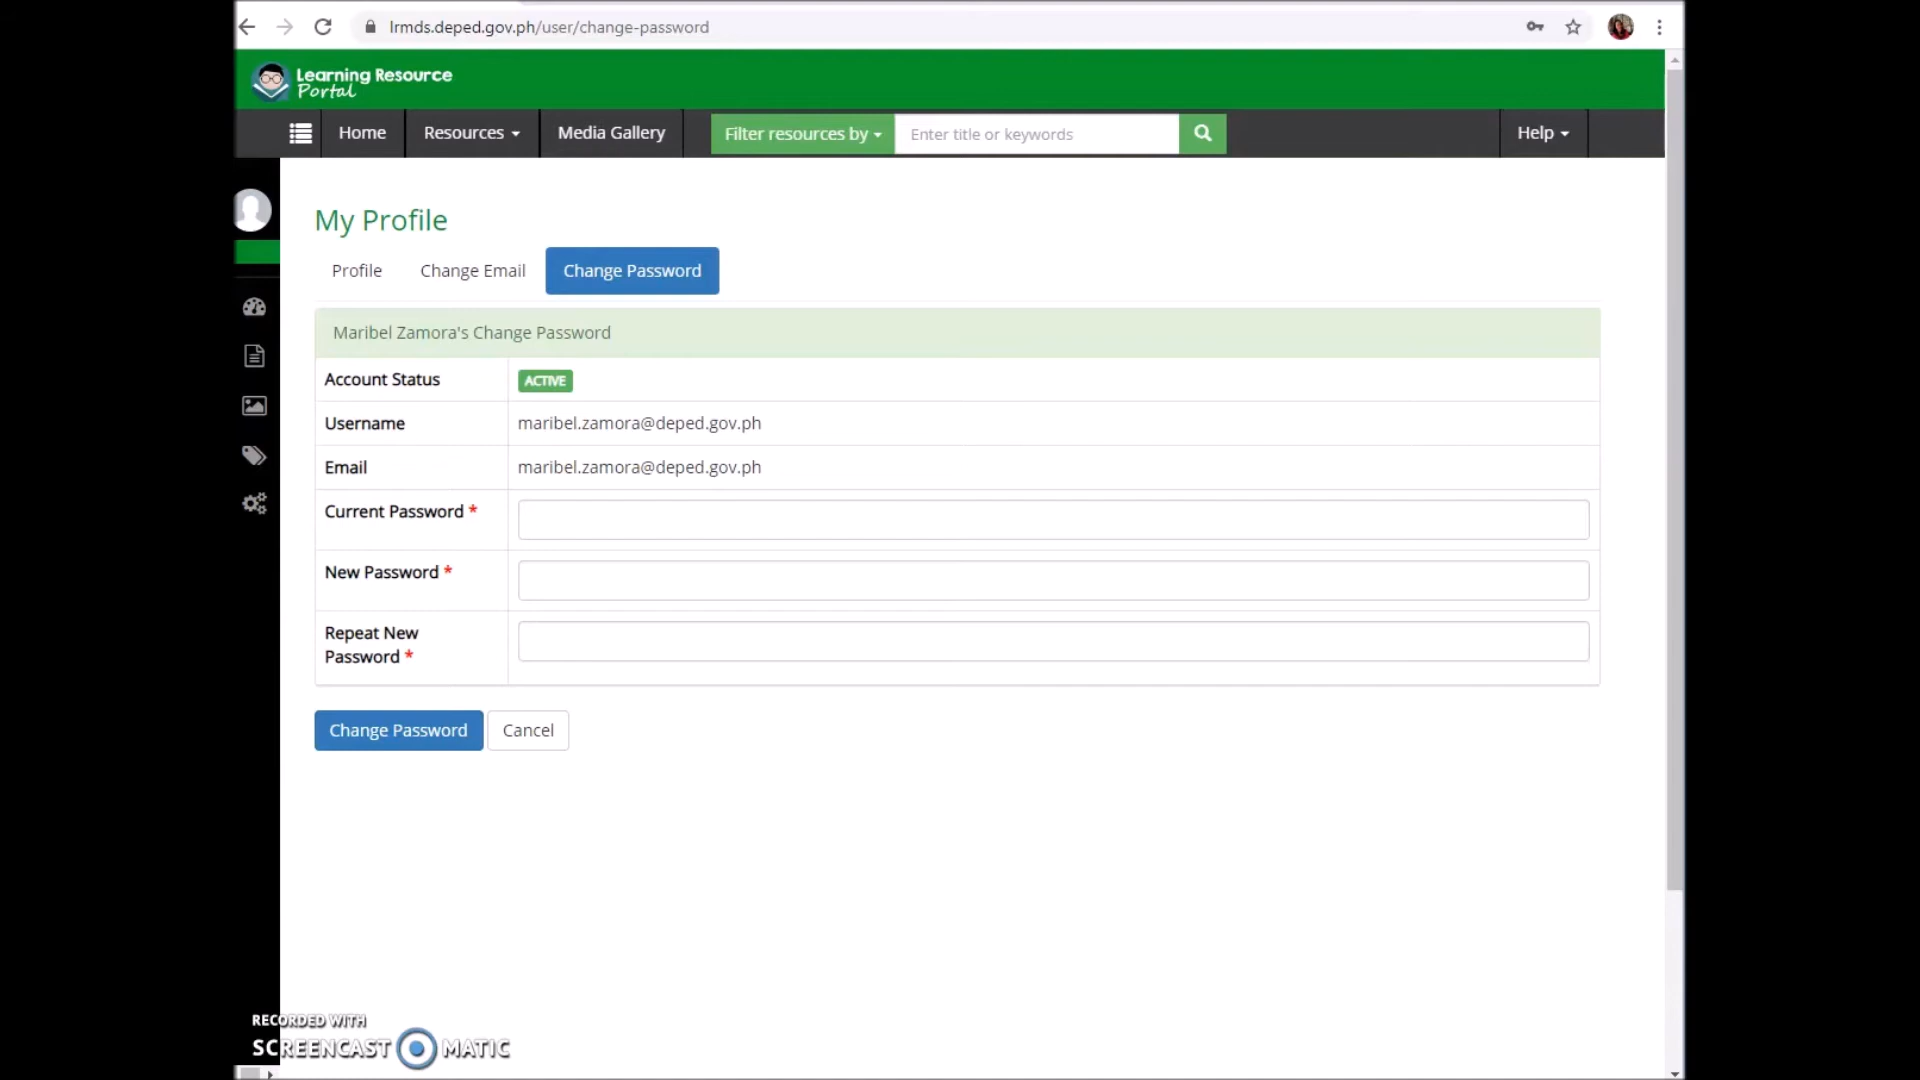 lrmds.deped.gov.ph/user/change-password
Learning Resource
Portal
Home
Resources
Media Gallery
Filter resources by
Enter title or keywords
Help
My Profile
Profile
Change Email
Change Password
Maribel Zamora's Change Password
Account Status
ACTIVE
Username
maribel.zamora@deped.gov.ph
Email
maribel.zamora@deped.gov.ph
Current Password *
New Password *
Repeat New
Password *
Change Password
Cancel
RECORDED WITH
SCREENCAST MATIC